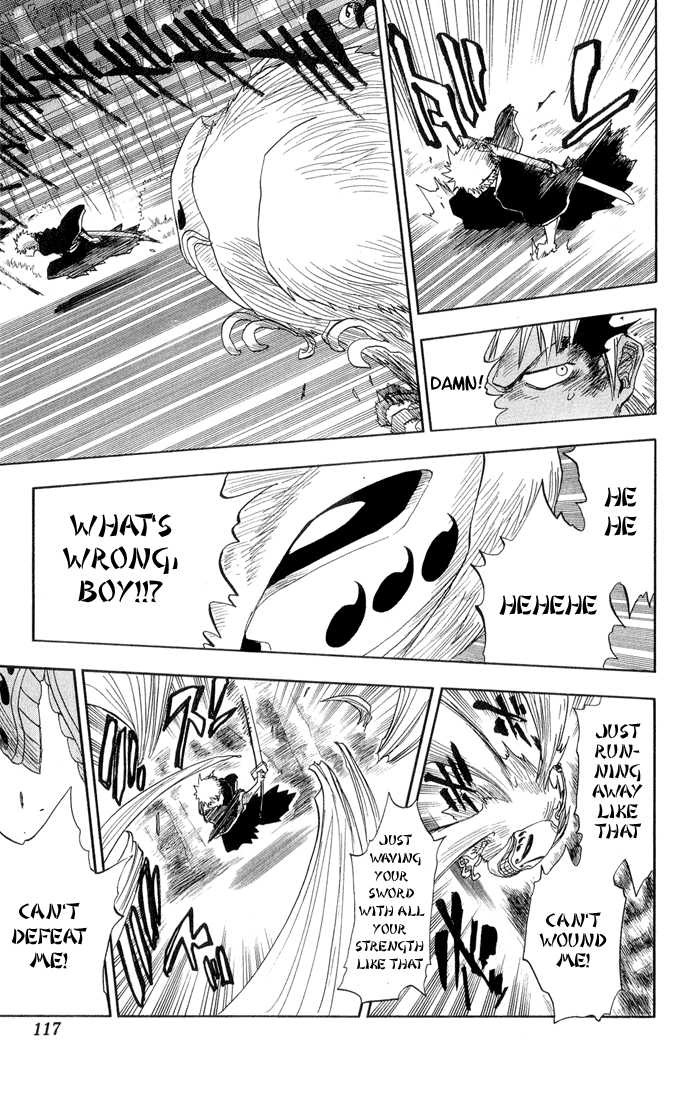 DAMN!
HE
HE
HEHEHE
WHAT'S
WRONG,
BOY!!?
JUST
RUN-
NING
AWAY
LIKE
THAT
CAN'T
WOUND
ME!
JUST
WAVING
YOUR
SWORD
WITH ALL
YOUR
STRENGTH
LIKE THAT
CAN'T
DEFEAT
ME!
117